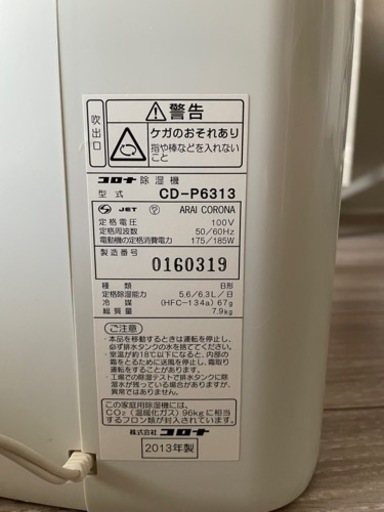 吹出口
警告
ケガのおそれあり
指や棒などを入れない
こと
コロナ 除湿機
型式 CD-P6313
JET ARAI CORONA
定格電圧 100V
定格周波数 50/60Hz
電動機の定格消費電力 175/185W
製造番号 0160319
種類 B形
定格除湿能力 5.6/6.3L/日
冷媒 (HFC-134a) 67g
総質量 7.9kg
ご注意
・本品を移動するときは運転を停止し、
必ず排水タンクの水を捨ててください。
・室温が約18℃以下になると、内部の
霜をとるために送風を停止し、霜取り
運転をすることがあります。
・工場での除湿テストで排水タンクに除
湿水が残っている場合がありますが、
異常ではありません。
この家庭用除湿機には、
CO₂（温暖化ガス）96kgに相当
するフロン類が封入されています。
株式会社 コロナ
2013年製